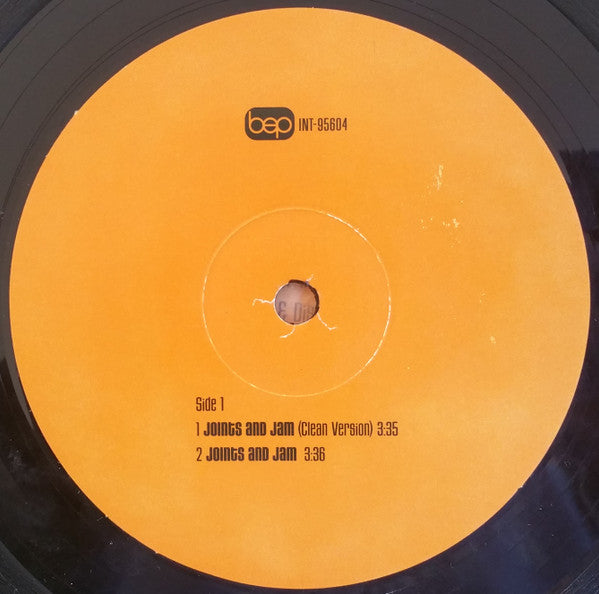 bep INT-95604
Side 1
1 Joints and Jam (Clean Version) 3:35
2 Joints and Jam 3:36